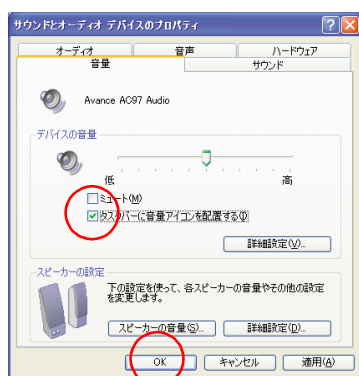 サウンドとオーディオ デバイスのプロパティ
オーディオ 音声 ハードウェア
音量 サウンド
Avance AC97 Audio
デバイスの音量
低 高
ミュート(M)
タスクバーに音量アイコンを配置する(I)
詳細設定(V)...
スピーカーの設定
下の設定を使って、各スピーカーの音量やその他の設定
を変更します。
スピーカーの音量(S)... 詳細設定(D)...
OK キャンセル 適用(A)